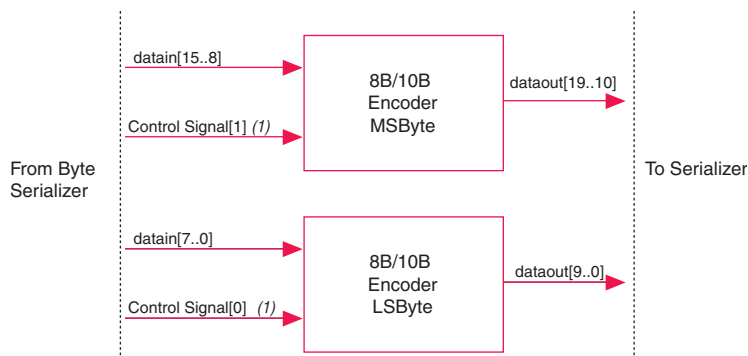 datain[15..8]
8B/10B
Encoder
MSByte
dataout[19..10]
Control Signal[1] (1)
From Byte
Serializer
To Serializer
datain[7..0]
8B/10B
Encoder
LSByte
dataout[9..0]
Control Signal[0] (1)